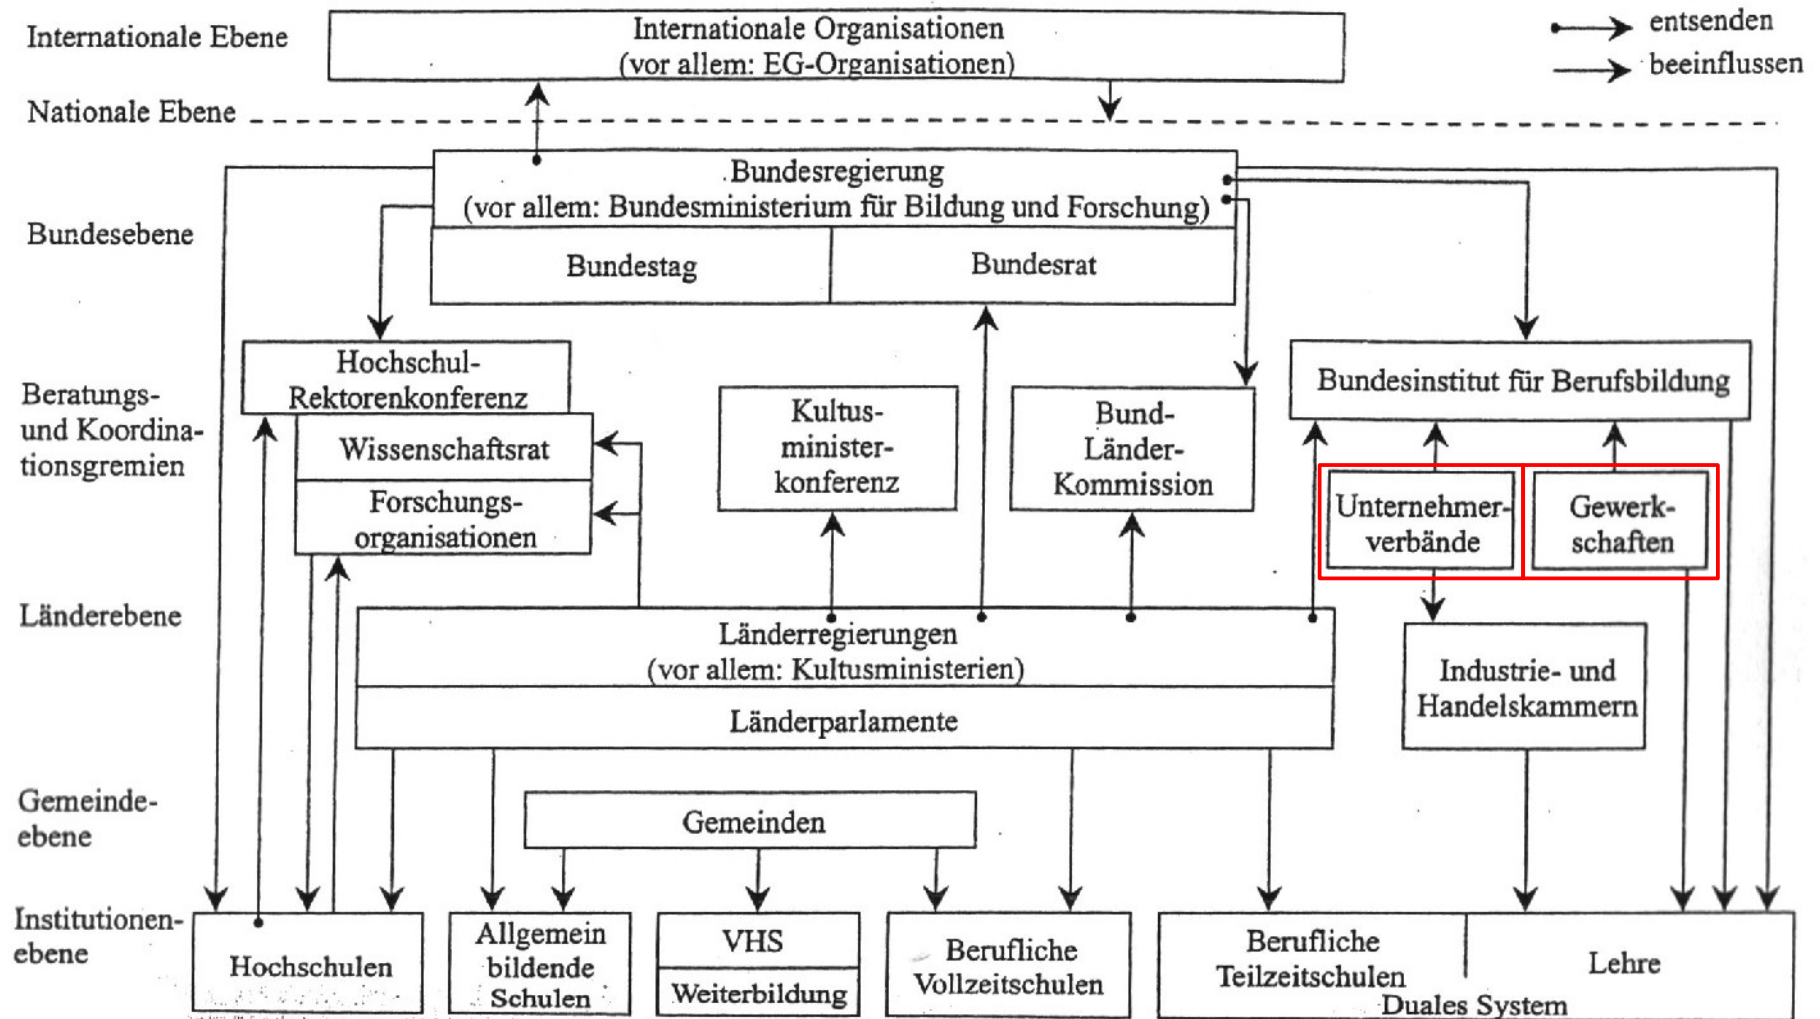 Internationale Ebene
Internationale Organisationen
(vor allem: EG-Organisationen)
entsenden
beeinflussen
Nationale Ebene
Bundesebene
Bundesregierung
(vor allem: Bundesministerium für Bildung und Forschung)
Bundestag
Bundesrat
Beratungs-
und Koordina-
tionsgremien
Hochschul-
Rektorenkonferenz
Wissenschaftsrat
Forschungs-
organisationen
Kultus-
minister-
konferenz
Bund-
Länder-
Kommission
Bundesinstitut für Berufsbildung
Unternehmer-
verbände
Gewerk-
schaften
Länderebene
Länderregierungen
(vor allem: Kultusministerien)
Länderparlamente
Industrie- und
Handelskammern
Gemeinde-
ebene
Gemeinden
Institutionen-
ebene
Hochschulen
Allgemein
bildende
Schulen
VHS
Weiterbildung
Berufliche
Vollzeitschulen
Berufliche
Teilzeitschulen
Lehre
Duales System